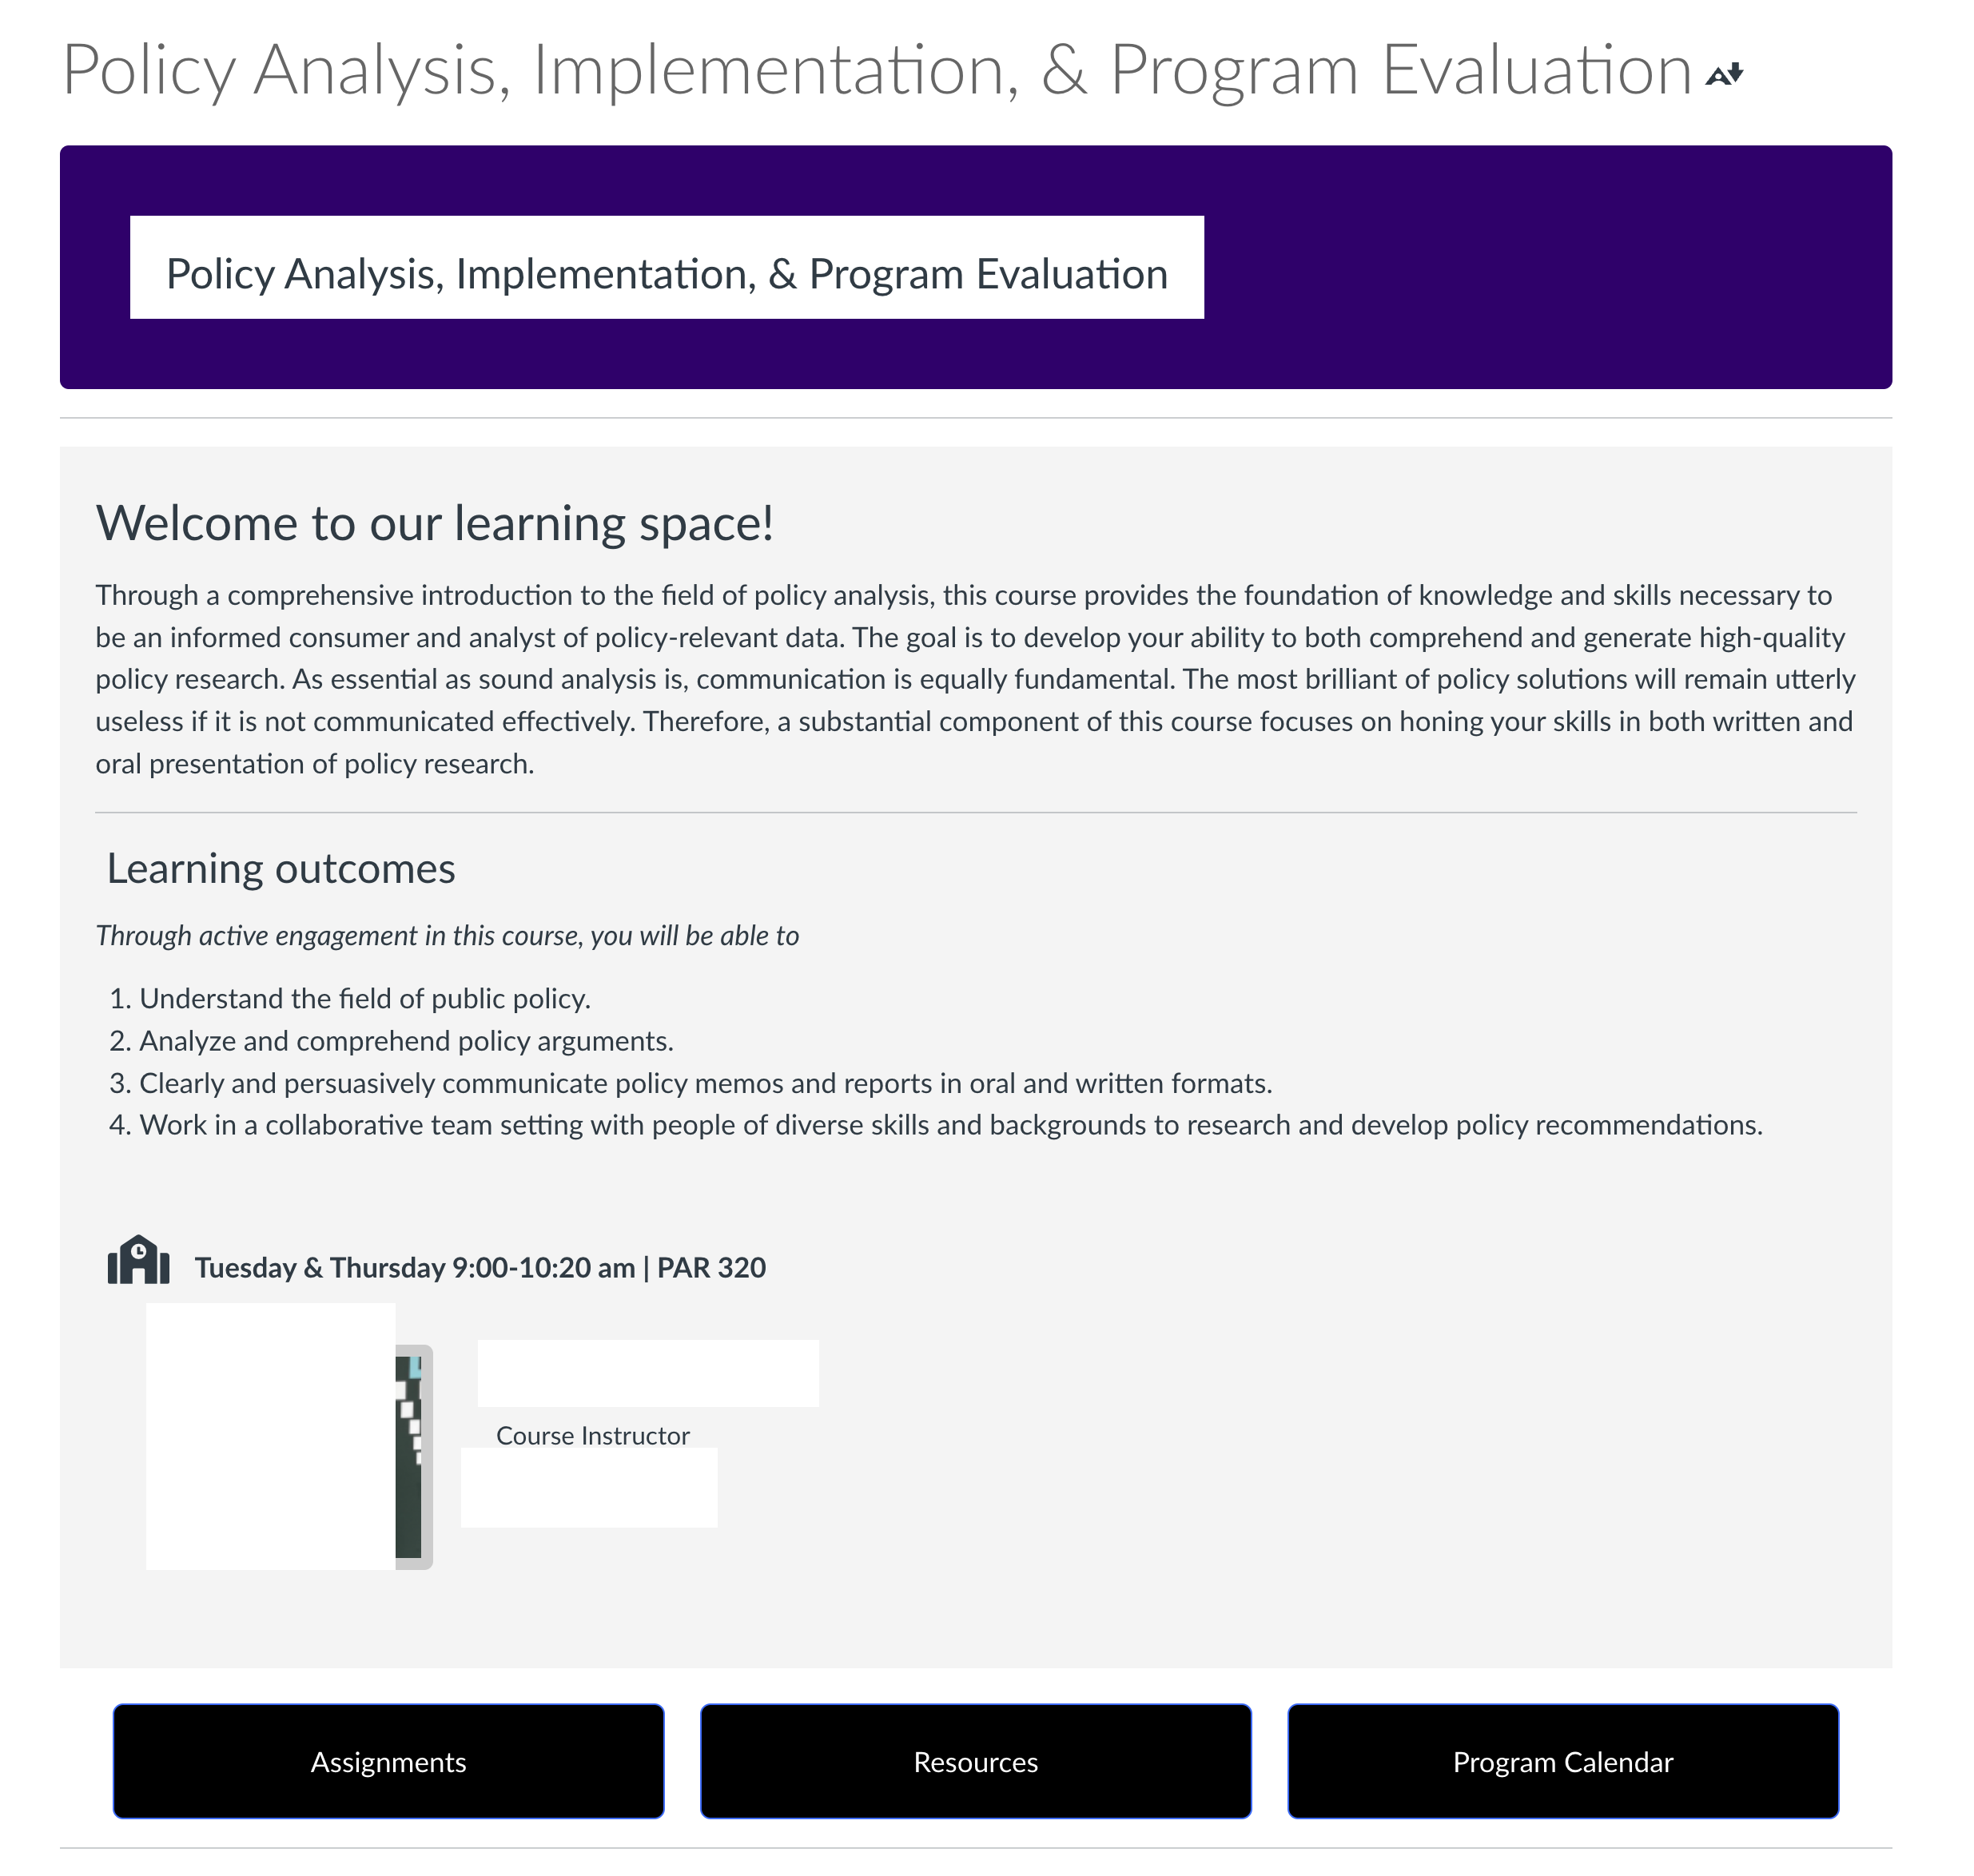 Policy Analysis, Implementation, & Program Evaluation
Policy Analysis, Implementation, & Program Evaluation
Welcome to our learning space!
Through a comprehensive introduction to the field of policy analysis, this course provides the foundation of knowledge and skills necessary to
be an informed consumer and analyst of policy-relevant data. The goal is to develop your ability to both comprehend and generate high-quality
policy research. As essential as sound analysis is, communication is equally fundamental. The most brilliant of policy solutions will remain utterly
useless if it is not communicated effectively. Therefore, a substantial component of this course focuses on honing your skills in both written and
oral presentation of policy research.
Learning outcomes
Through active engagement in this course, you will be able to
1. Understand the field of public policy.
2. Analyze and comprehend policy arguments.
3. Clearly and persuasively communicate policy memos and reports in oral and written formats.
4. Work in a collaborative team setting with people of diverse skills and backgrounds to research and develop policy recommendations.
Tuesday & Thursday 9:00-10:20 am | PAR 320
Course Instructor
Assignments
Resources
Program Calendar